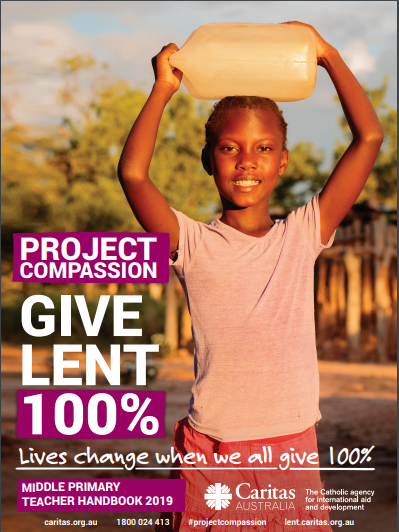 PROJECT
COMPASSION
GIVE
LENT
100%
Lives change when we all give 100%
MIDDLE PRIMARY
TEACHER HANDBOOK 2019
Caritas
AUSTRALIA
The Catholic agency
for international aid
and development
caritas.org.au 1800 024 413 #projectcompassion lent.caritas.org.au